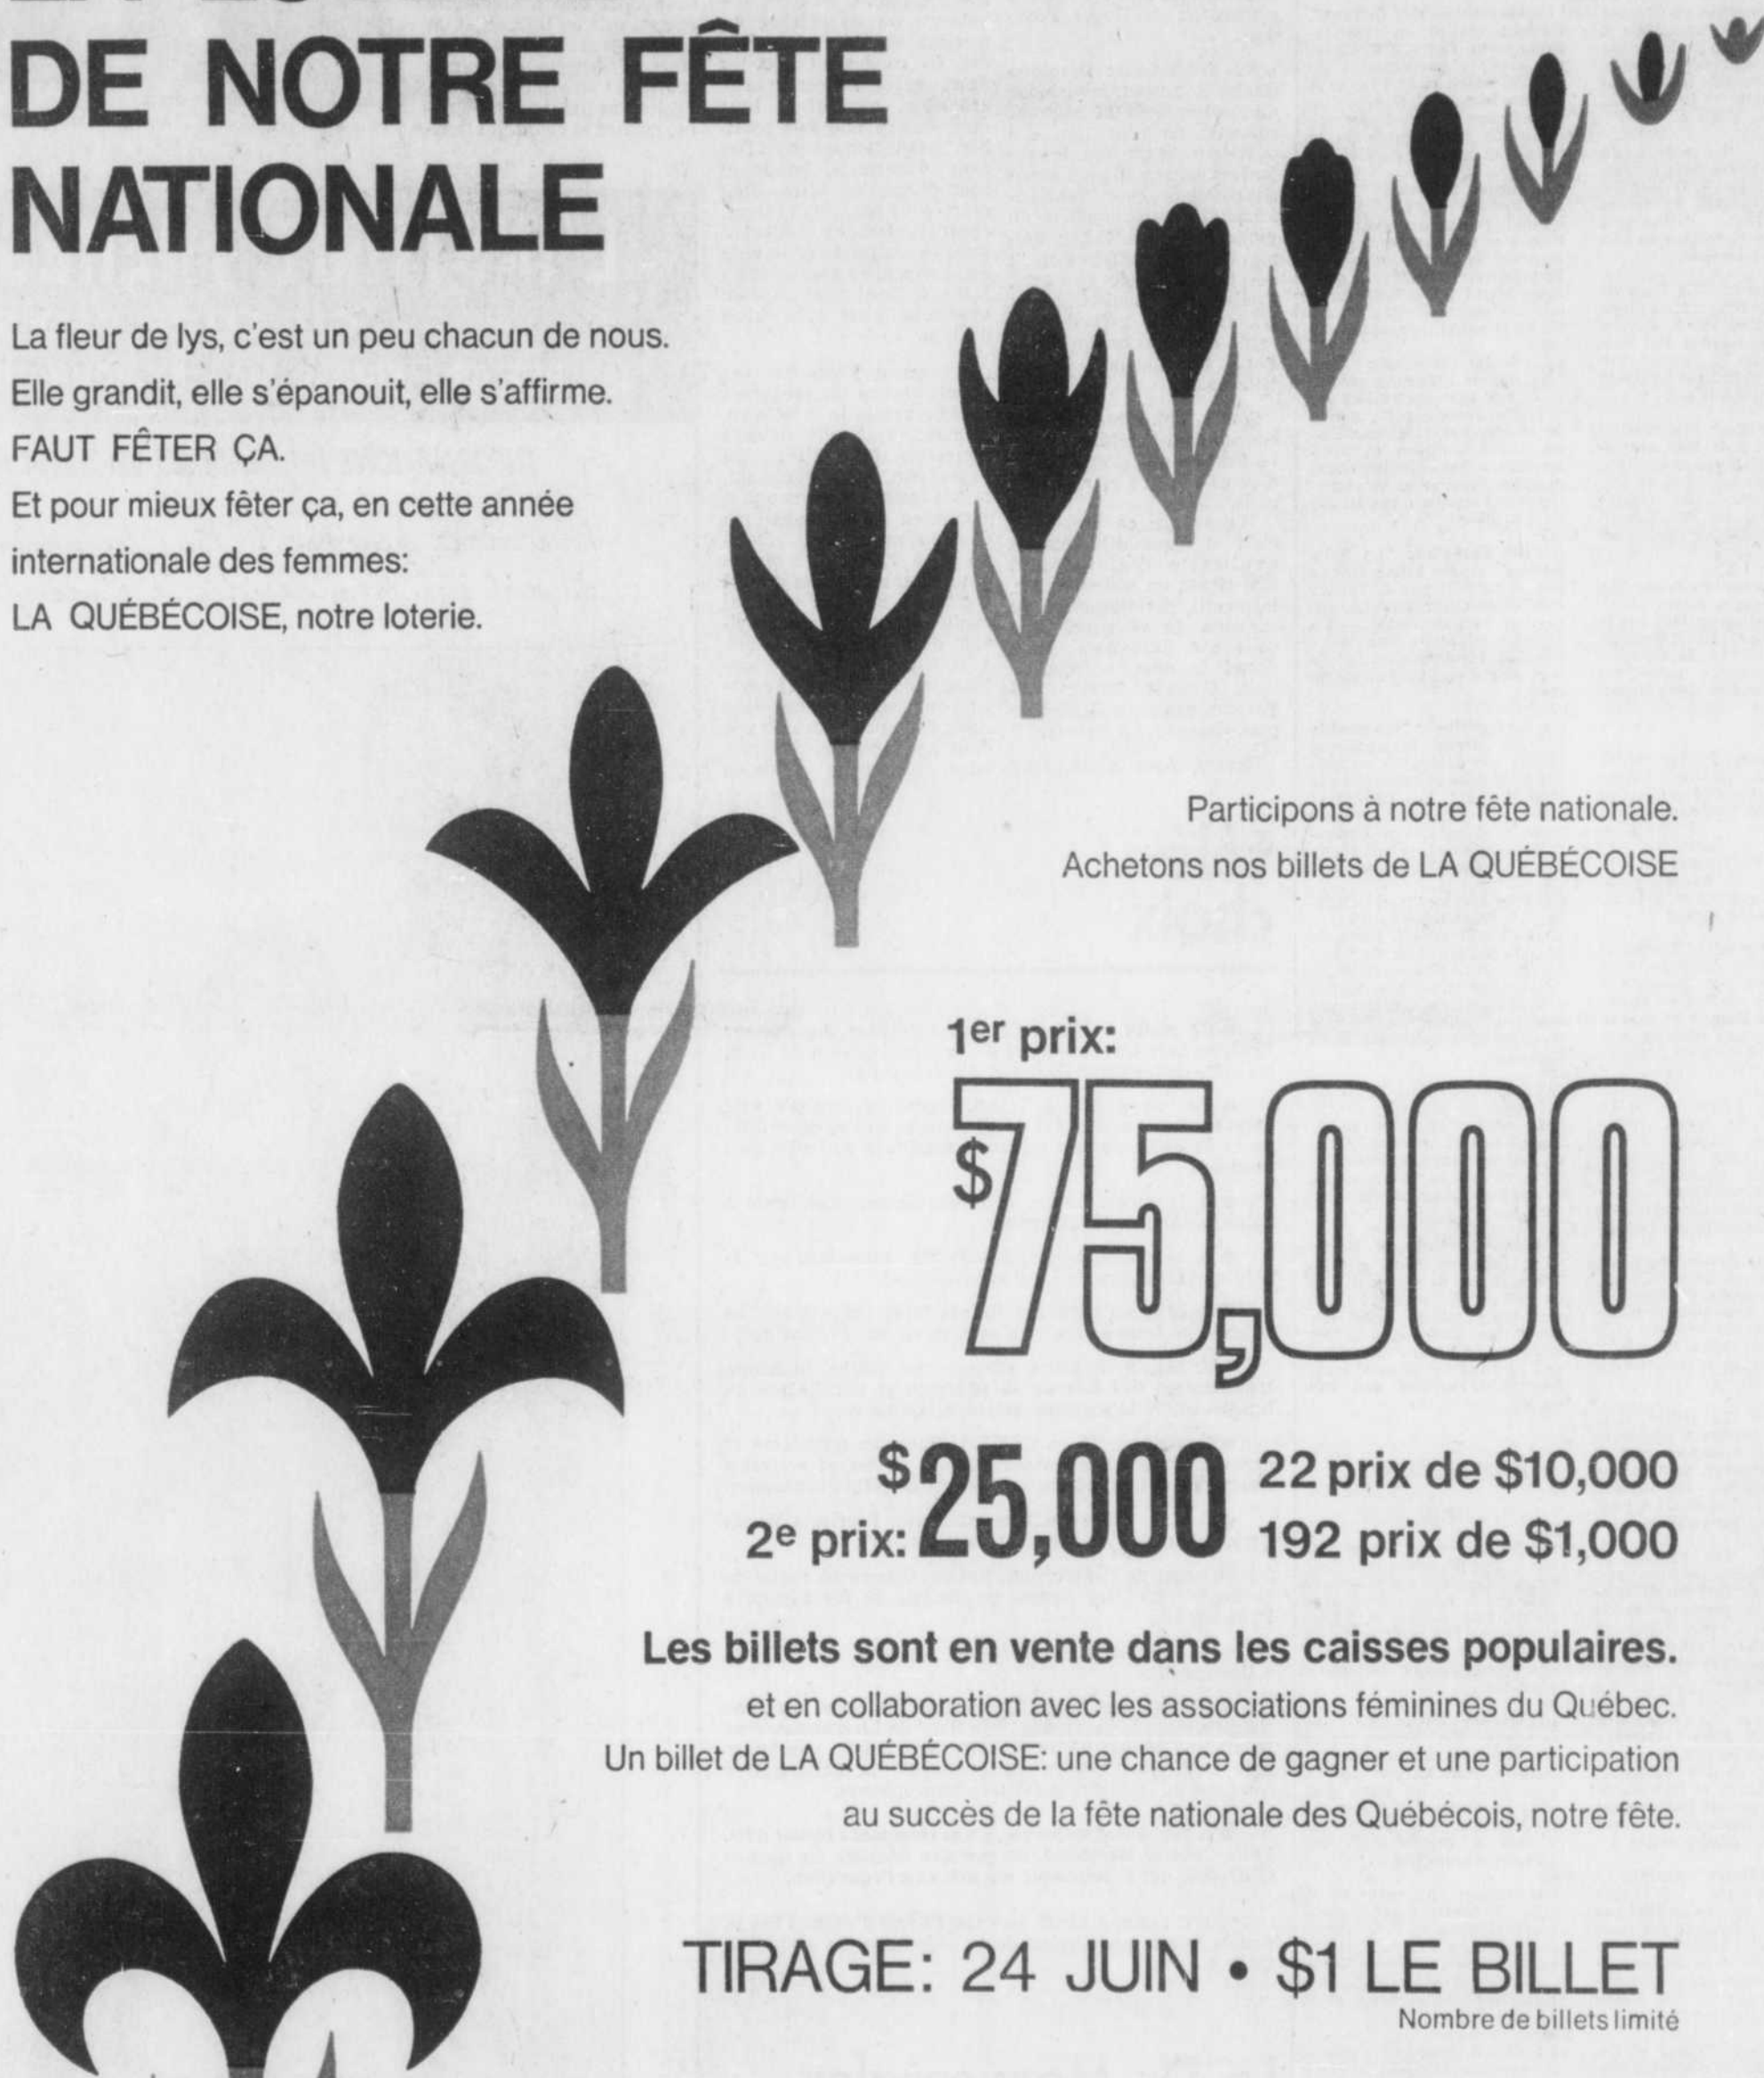 DE NOTRE FÊTE
NATIONALE
La fleur de lys, c'est un peu chacun de nous.
Elle grandit, elle s'épanouit, elle s'affirme.
FAUT FÊTER ÇA.
Et pour mieux fêter ça, en cette année
internationale des femmes:
LA QUÉBÉCOISE, notre loterie.
Participons à notre fête nationale.
Achetons nos billets de LA QUÉBÉCOISE
1er prix:
$75,000
2e prix: $25,000
22 prix de $10,000
192 prix de $1,000
Les billets sont en vente dans les caisses populaires.
et en collaboration avec les associations féminines du Québec.
Un billet de LA QUÉBÉCOISE: une chance de gagner et une participation
au succès de la fête nationale des Québécois, notre fête.
TIRAGE: 24 JUIN • $1 LE BILLET
Nombre de billets limité